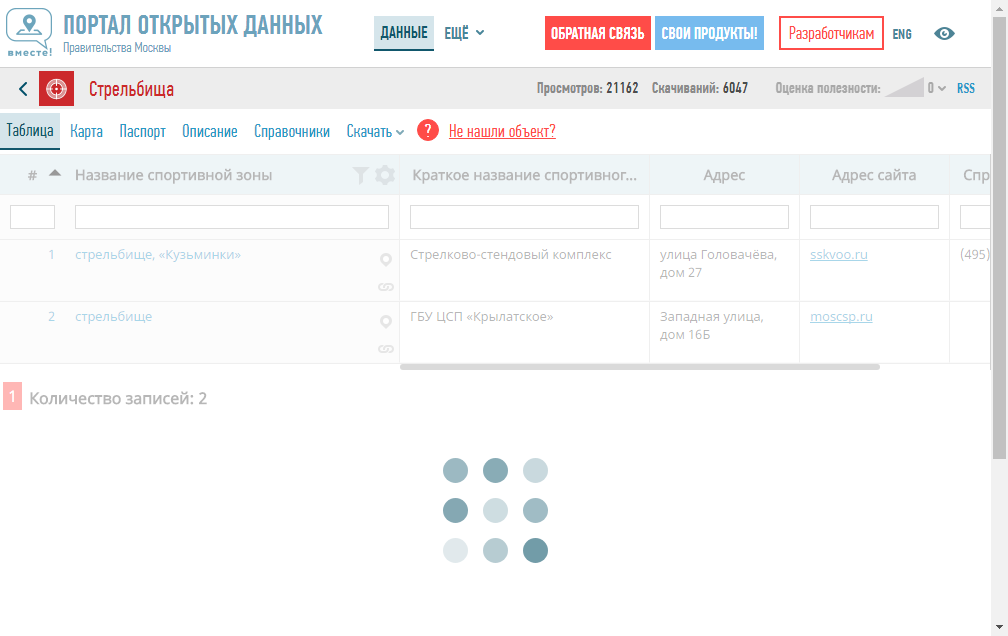 вместе!
ПОРТАЛ ОТКРЫТЫХ ДАННЫХ
Правительства Москвы
ДАННЫЕ ЕЩЁ
ОБРАТНАЯ СВЯЗЬ СВОИ ПРОДУКТЫ! Разработчикам ENG
Стрельбища
Просмотров: 21162 Скачиваний: 6047 Оценка полезности: 0 RSS
Таблица Карта Паспорт Описание Справочники Скачать ? Не нашли объект?
# Название спортивной зоны Краткое название спортивног... Адрес Адрес сайта Спр
1 стрельбище, «Кузьминки» Стрелково-стендовый комплекс улица Головачёва, sskvoo.ru (495)
дом 27
2 стрельбище ГБУ ЦСП «Крылатское» Западная улица, moscsp.ru
дом 16Б
1 Количество записей: 2